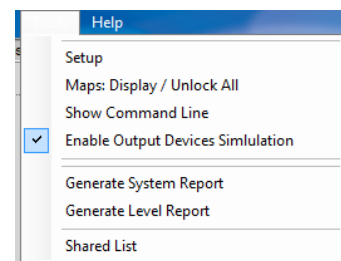 Help
Setup
Maps: Display / Unlock All
Show Command Line
Enable Output Devices Simlulation
Generate System Report
Generate Level Report
Shared List